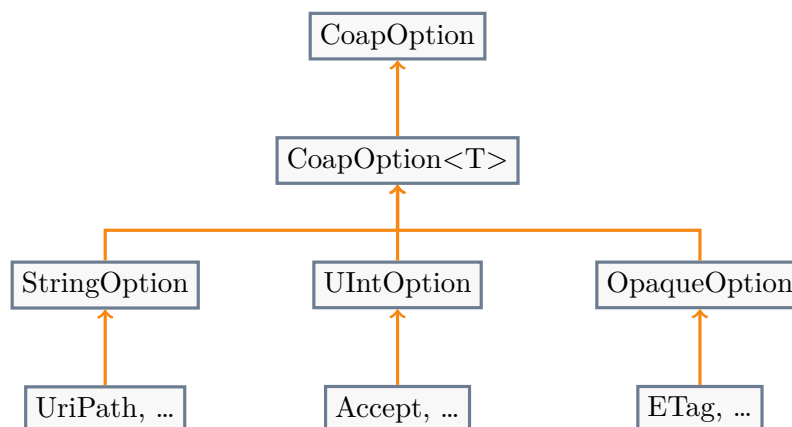 CoapOption
CoapOption<T>
StringOption
UIntOption
OpaqueOption
UriPath, …
Accept, …
ETag, …